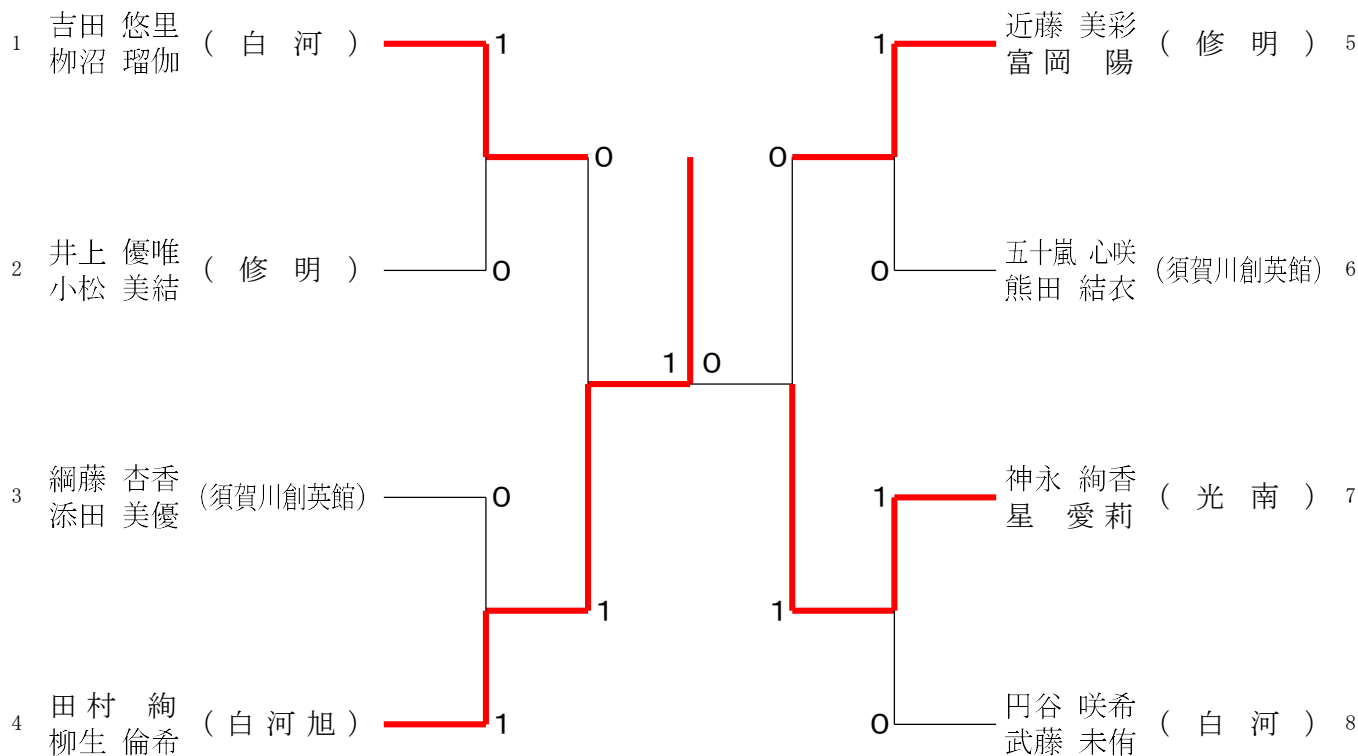 1 吉田 悠里 ( 白 河 ) 1
栁沼 瑠伽
0
2 井上 優唯 ( 修 明 ) 0
小松 美結
3 綱藤 杏香 (須賀川創英館) 0
添田 美優
1
4 田村 絢 ( 白 河 旭 ) 1
柳生 倫希
1 0
1 近藤 美彩 ( 修 明 ) 5
富岡 陽
0
0 五十嵐 心咲 (須賀川創英館) 6
熊田 結衣
1 神永 絢香 ( 光 南 ) 7
星 愛莉
1
0 円谷 咲希 ( 白 河 ) 8
武藤 未侑